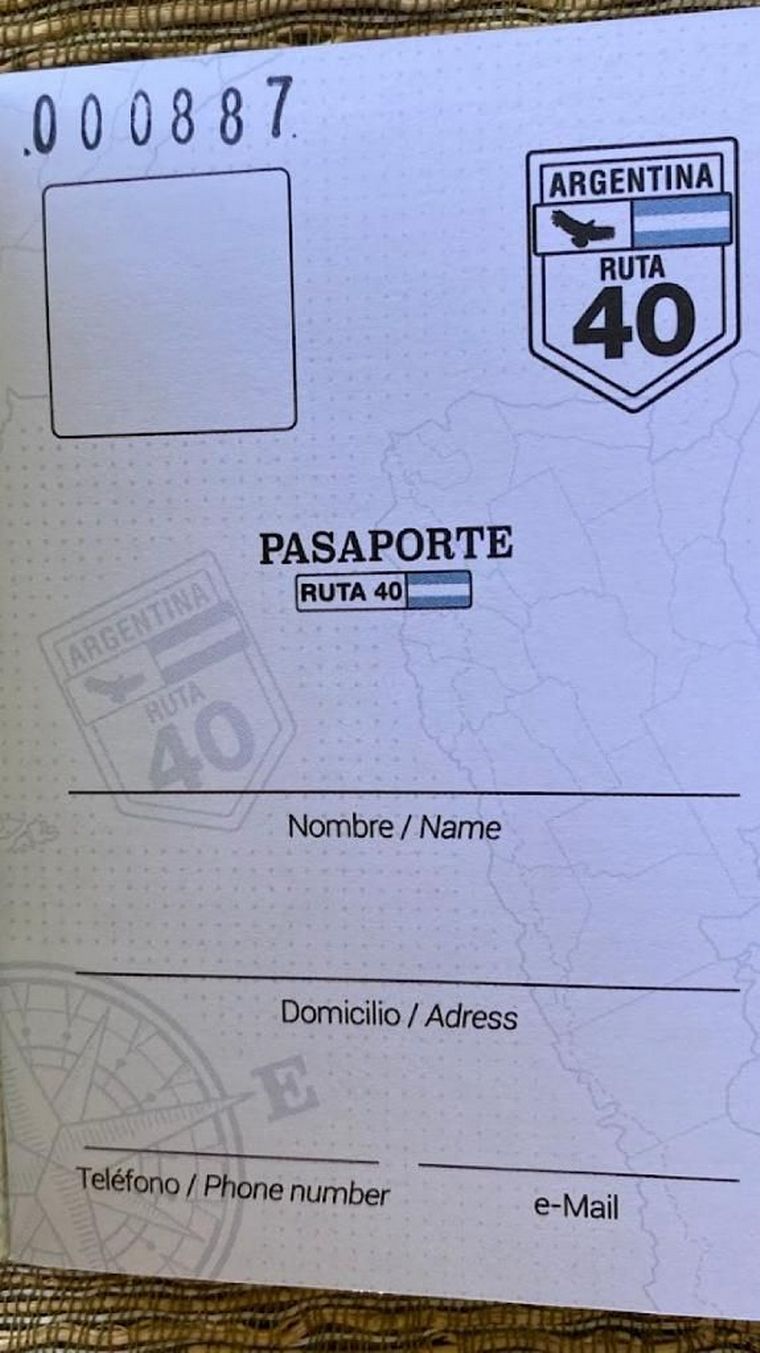 .000887.
ARGENTINA
RUTA
40
PASAPORTE
RUTA 40
ARGENTINA
RUTA
40
Nombre / Name
Domicilio / Adress
E
Teléfono / Phone number
e-Mail